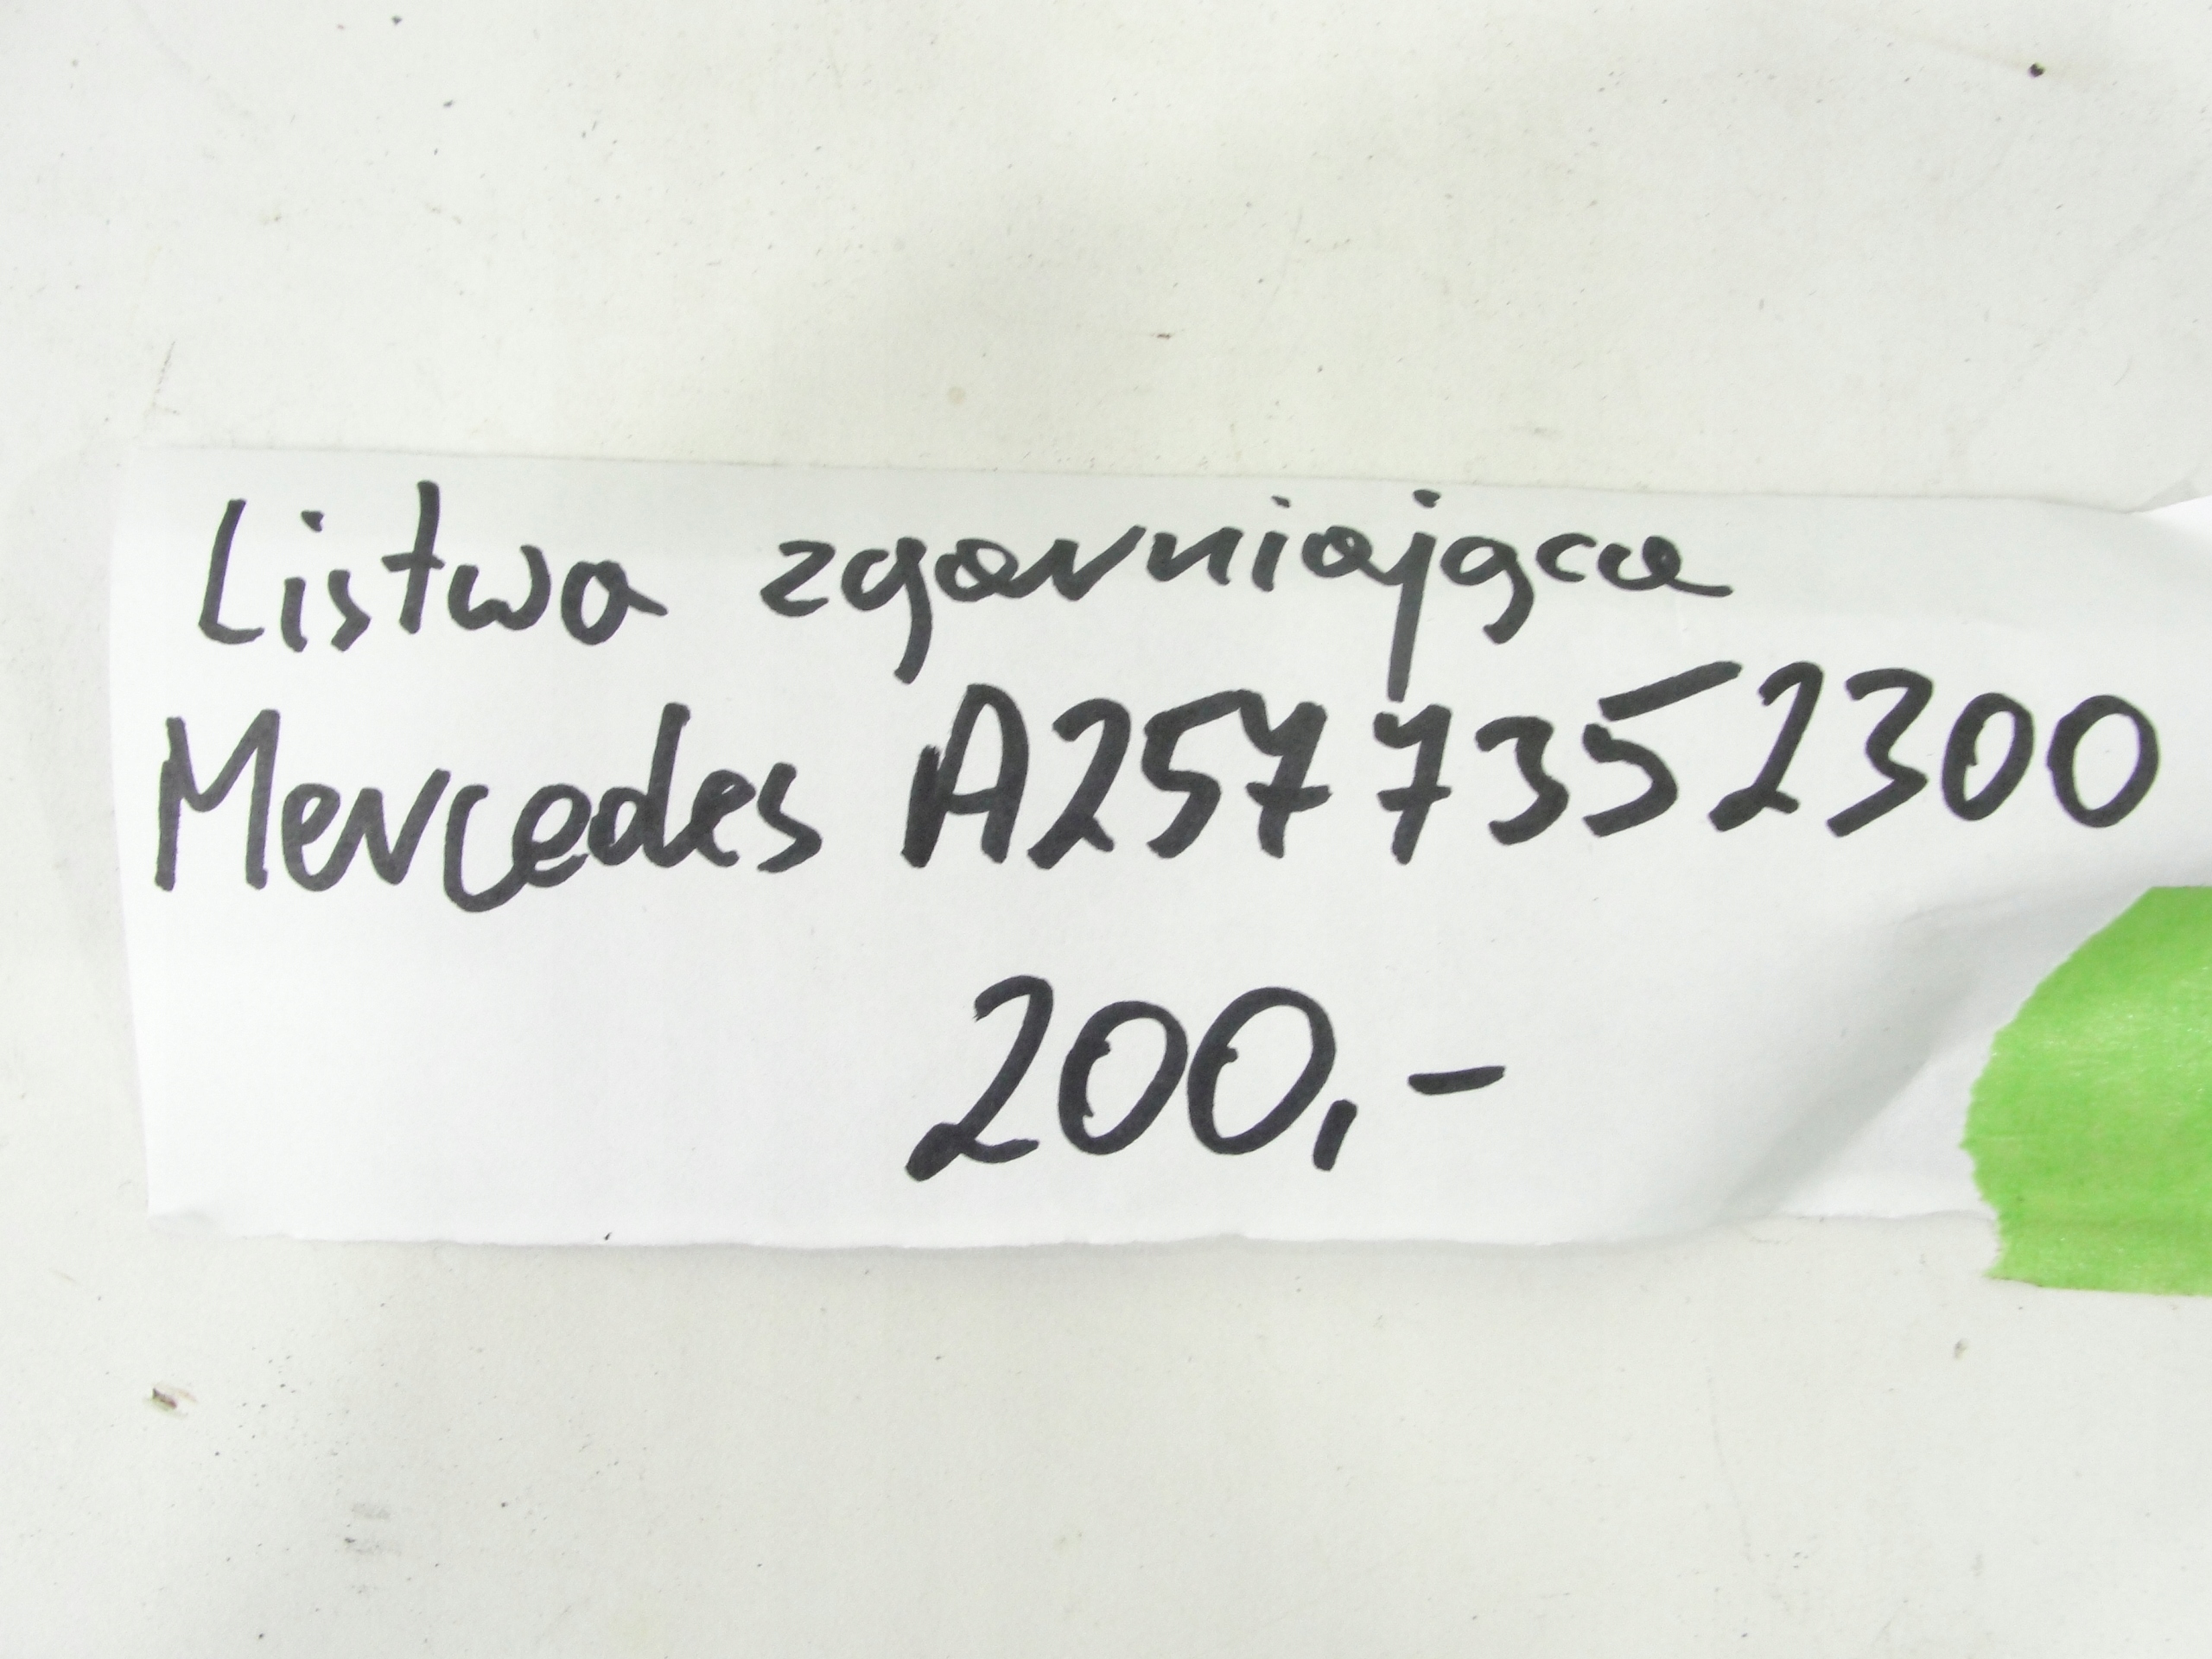 Listwa zgarniająca
Mercedes A2577352300
200,-